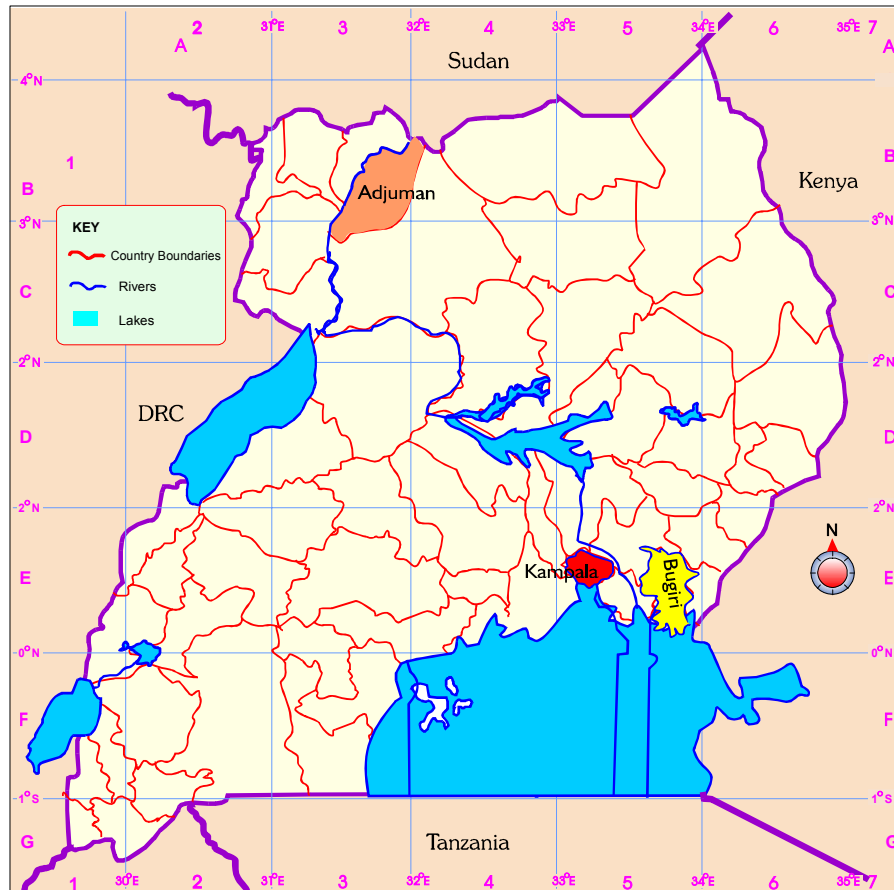 2 31°E 3 32°E 4 33°E 5 34°E 6 35°E 7
A Sudan A
4°N 4°N
1 B
B Adjuman Kenya
3°N 3°N
KEY
Country Boundaries
C C
Rivers
Lakes
2°N 2°N
DRC
D D
2°N 2°N
N
E Kampala Bugiri E
0°N 0°N
F F
1°S 1°S
G Tanzania G
1 30°E 2 31°E 3 32°E 4 33°E 5 34°E 6 35°E 7